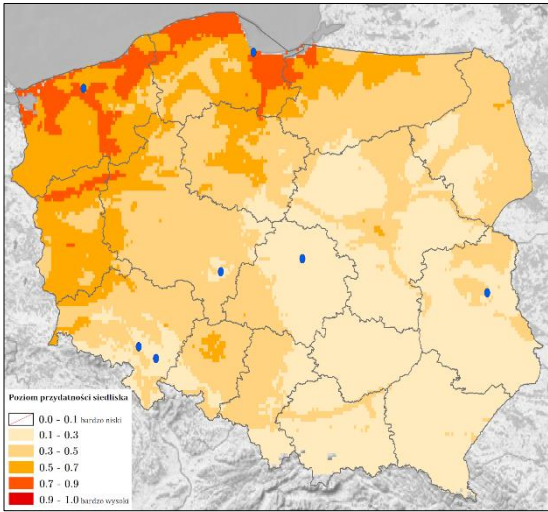 Poziom przydatności siedliska
0.0 - 0.1 bardzo niski
0.1 - 0.3
0.3 - 0.5
0.5 - 0.7
0.7 - 0.9
0.9 - 1.0 bardzo wysoki